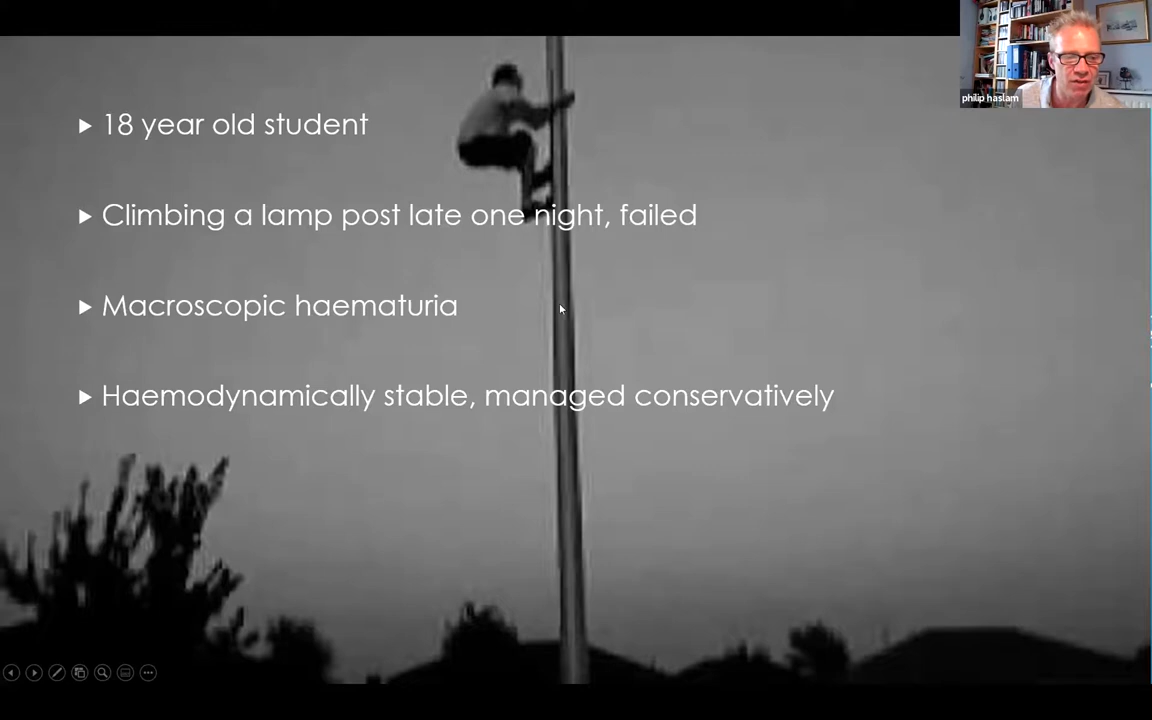 philip haslam
18 year old student
Climbing a lamp post late one night, failed
Macroscopic haematuria
Haemodynamically stable, managed conservatively